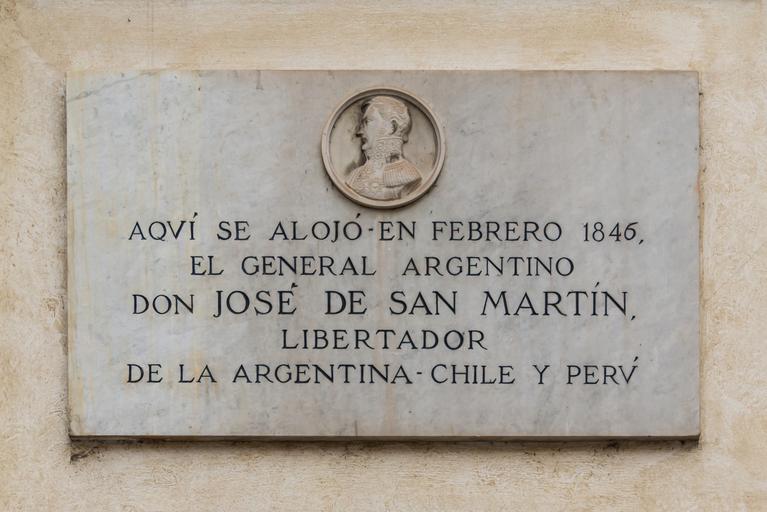 AQVÍ SE ALOJÓ-EN FEBRERO 1846,
EL GENERAL ARGENTINO
DON JOSÉ DE SAN MARTÍN,
LIBERTADOR
DE LA ARGENTINA-CHILE Y PERV́